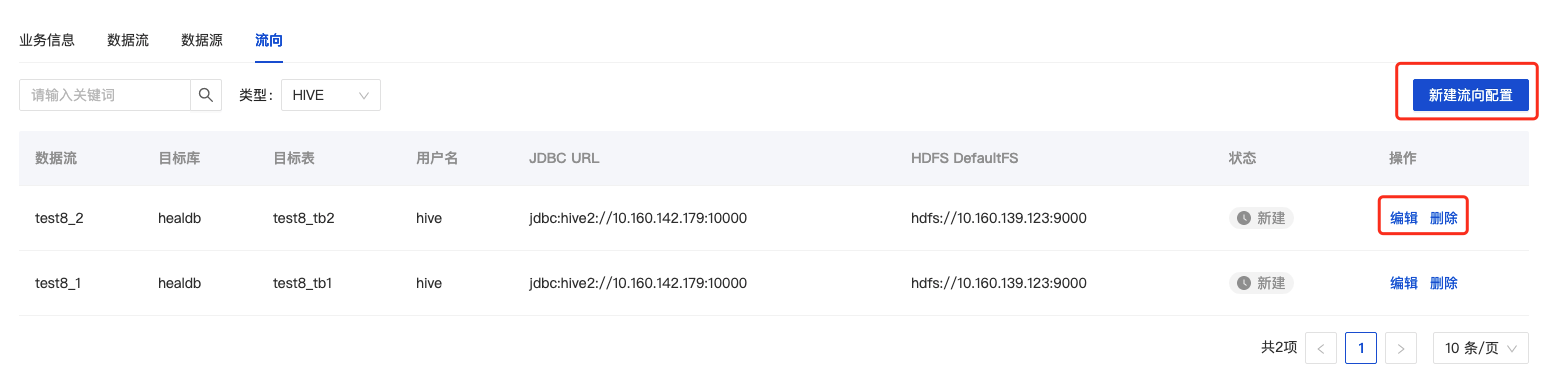 业务信息 数据流 数据源 流向
请输入关键词 类型： HIVE 新建流向配置
数据流 目标库 目标表 用户名 JDBC URL HDFS DefaultFS 状态 操作
test8_2 healdb test8_tb2 hive jdbc:hive2://10.160.142.179:10000 hdfs://10.160.139.123:9000 新建 编辑 删除
test8_1 healdb test8_tb1 hive jdbc:hive2://10.160.142.179:10000 hdfs://10.160.139.123:9000 新建 编辑 删除
共2项 < 1 > 10 条/页